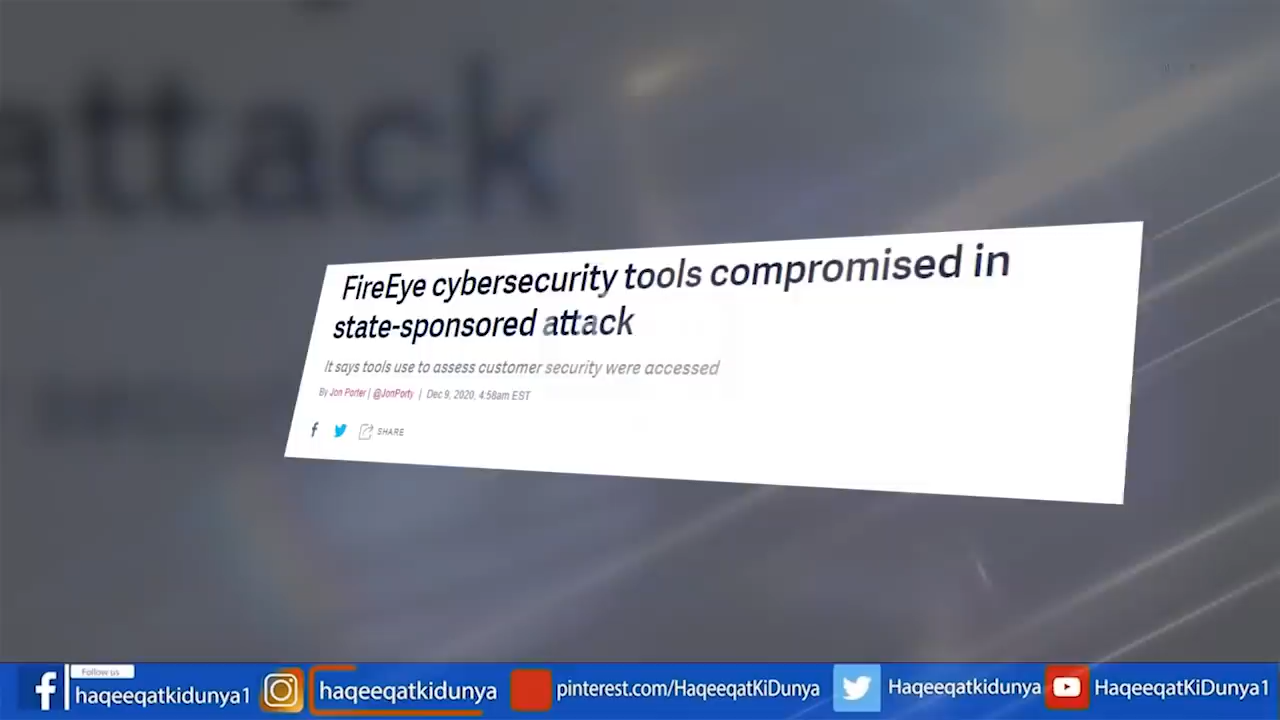 attack
FireEye cybersecurity tools compromised in
state-sponsored attack
It says tools use to assess customer security were accessed
By Jon Porter | @JonPorty | Dec 9, 2020, 4:58am EST
SHARE
Follow us
haqeeqatkidunya1
haqeeqatkidunya
pinterest.com/HaqeeqatKiDunya
HaqeeqatKidunya
HaqeeqatKiDunya1